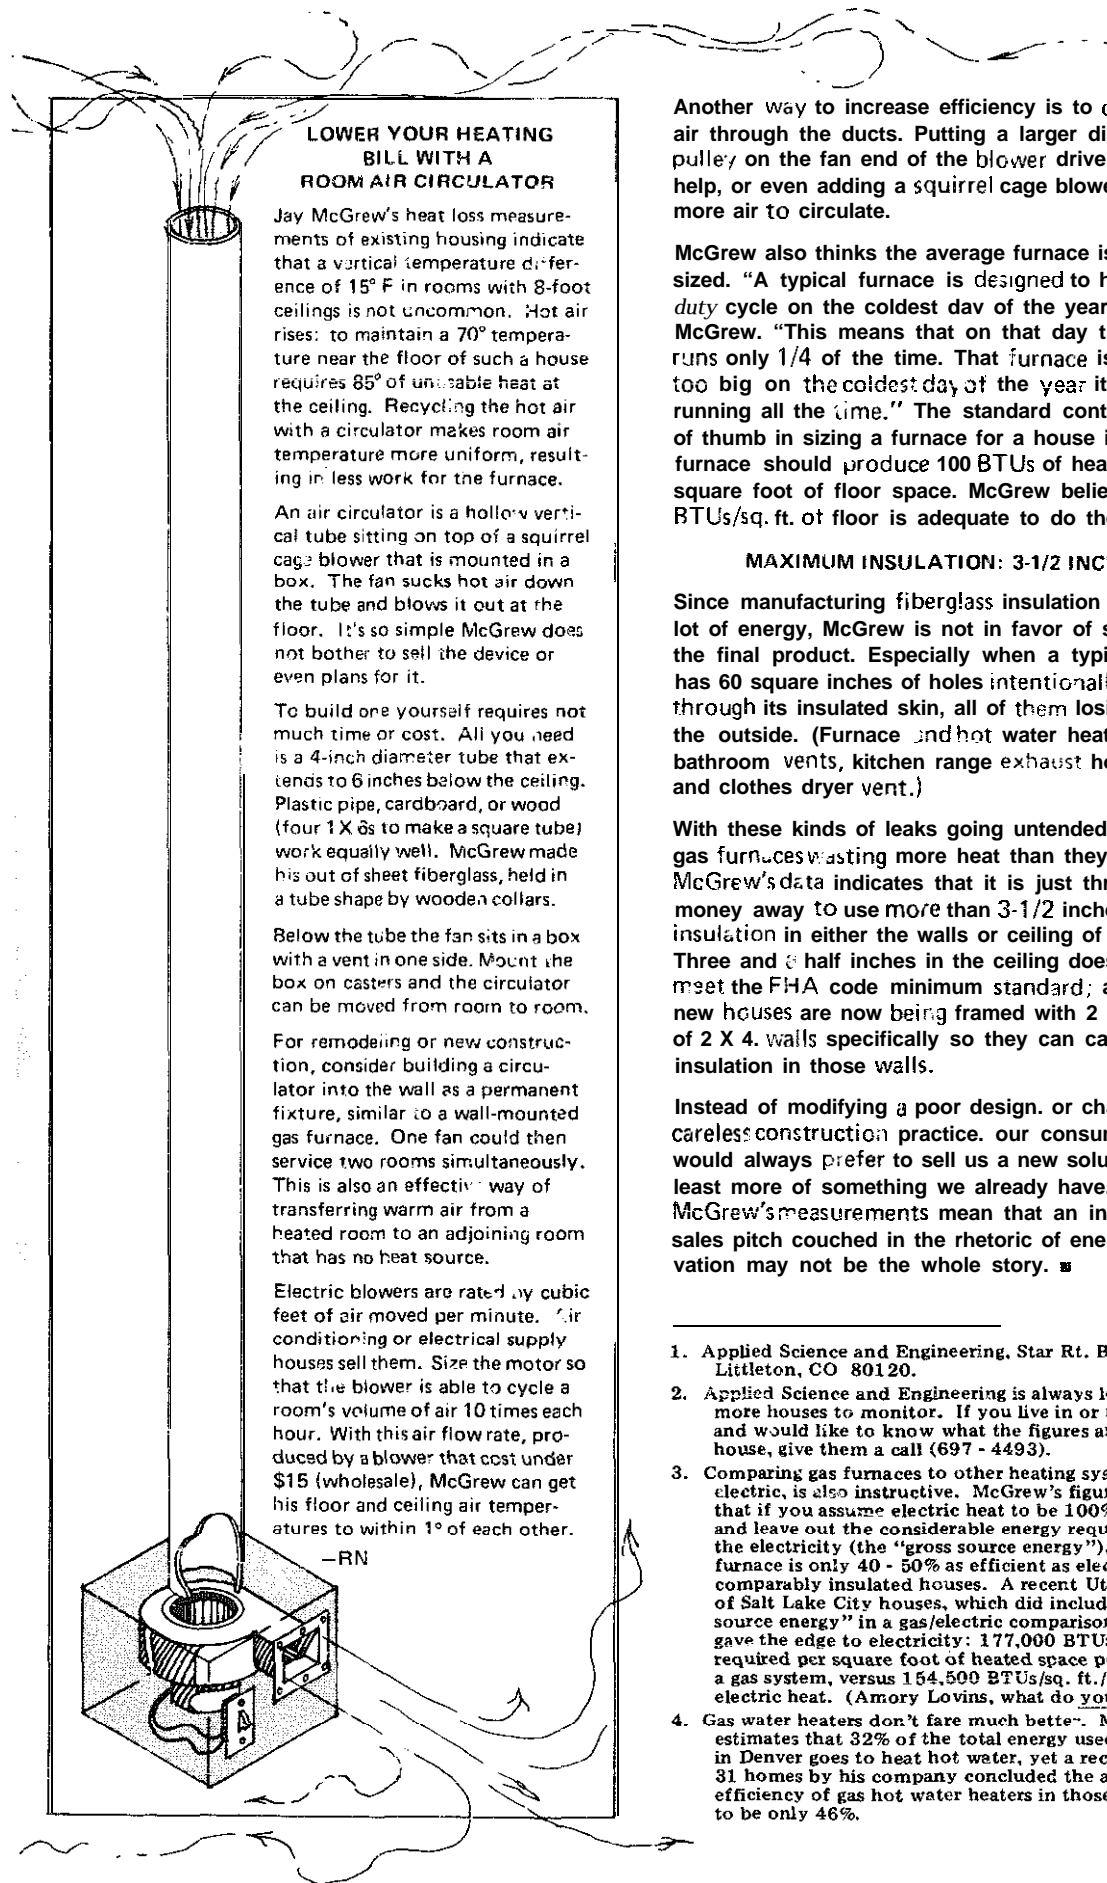 LOWER YOUR HEATING
BILL WITH A
ROOM AIR CIRCULATOR
Jay McGrew's heat loss measure-
ments of existing housing indicate
that a vertical temperature differ-
ence of 15° F in rooms with 8-foot
ceilings is not uncommon. Hot air
rises: to maintain a 70° tempera-
ture near the floor of such a house
requires 85° of unusable heat at
the ceiling. Recycling the hot air
with a circulator makes room air
temperature more uniform, result-
ing in less work for the furnace.
An air circulator is a hollow verti-
cal tube sitting on top of a squirrel
cage blower that is mounted in a
box. The fan sucks hot air down
the tube and blows it out at the
floor. It's so simple McGrew does
not bother to sell the device or
even plans for it.
To build one yourself requires not
much time or cost. All you need
is a 4-inch diameter tube that ex-
tends to 6 inches below the ceiling.
Plastic pipe, cardboard, or wood
(four 1 X 6s to make a square tube)
work equally well. McGrew made
his out of sheet fiberglass, held in
a tube shape by wooden collars.
Below the tube the fan sits in a box
with a vent in one side. Mount the
box on casters and the circulator
can be moved from room to room.
For remodeling or new construc-
tion, consider building a circu-
lator into the wall as a permanent
fixture, similar to a wall-mounted
gas furnace. One fan could then
service two rooms simultaneously.
This is also an effective way of
transferring warm air from a
heated room to an adjoining room
that has no heat source.
Electric blowers are rated by cubic
feet of air moved per minute. Air
conditioning or electrical supply
houses sell them. Size the motor so
that the blower is able to cycle a
room's volume of air 10 times each
hour. With this air flow rate, pro-
duced by a blower that cost under
$15 (wholesale), McGrew can get
his floor and ceiling air temper-
atures to within 1° of each other.
—RN
Another way to increase efficiency is to
air through the ducts. Putting a larger di
pulley on the fan end of the blower drive
help, or even adding a squirrel cage blowe
more air to circulate.
McGrew also thinks the average furnace is
sized. “A typical furnace is designed to h
duty cycle on the coldest dav of the year
McGrew. “This means that on that day t
runs only 1/4 of the time. That furnace is
too big on the coldest day of the year it
running all the time.” The standard cont
of thumb in sizing a furnace for a house i
furnace should produce 100 BTUs of hea
square foot of floor space. McGrew belie
BTUs/sq. ft. of floor is adequate to do the
MAXIMUM INSULATION: 3-1/2 INC
Since manufacturing fiberglass insulation
lot of energy, McGrew is not in favor of s
the final product. Especially when a typi
has 60 square inches of holes intentionall
through its insulated skin, all of them losi
the outside. (Furnace and hot water heat
bathroom vents, kitchen range exhaust ho
and clothes dryer vent.)
With these kinds of leaks going untended
gas furnaces wasting more heat than they
McGrew's data indicates that it is just thr
money away to use more than 3-1/2 inche
insulation in either the walls or ceiling of
Three and a half inches in the ceiling does
meet the FHA code minimum standard; a
new houses are now being framed with 2
of 2 X 4. walls specifically so they can ca
insulation in those walls.
Instead of modifying a poor design. or cha
careless construction practice. our consur
would always prefer to sell us a new solu
least more of something we already have.
McGrew's measurements mean that an in
sales pitch couched in the rhetoric of ene
vation may not be the whole story.
1. Applied Science and Engineering, Star Rt. B
Littleton, CO 80120.
2. Applied Science and Engineering is always l
more houses to monitor. If you live in or
and would like to know what the figures a
house, give them a call (697 - 4493).
3. Comparing gas furnaces to other heating sys
electric, is also instructive. McGrew's figu
that if you assume electric heat to be 100%
and leave out the considerable energy requ
the electricity (the “gross source energy”),
furnace is only 40 - 50% as efficient as elec
comparably insulated houses. A recent Ut
of Salt Lake City houses, which did includ
source energy” in a gas/electric comparison
gave the edge to electricity: 177,000 BTU
required per square foot of heated space p
a gas system, versus 154,500 BTUs/sq. ft./
electric heat. (Amory Lovins, what do you
4. Gas water heaters don't fare much better. M
estimates that 32% of the total energy used
in Denver goes to heat hot water, yet a rec
31 homes by his company concluded the a
efficiency of gas hot water heaters in those
to be only 46%.